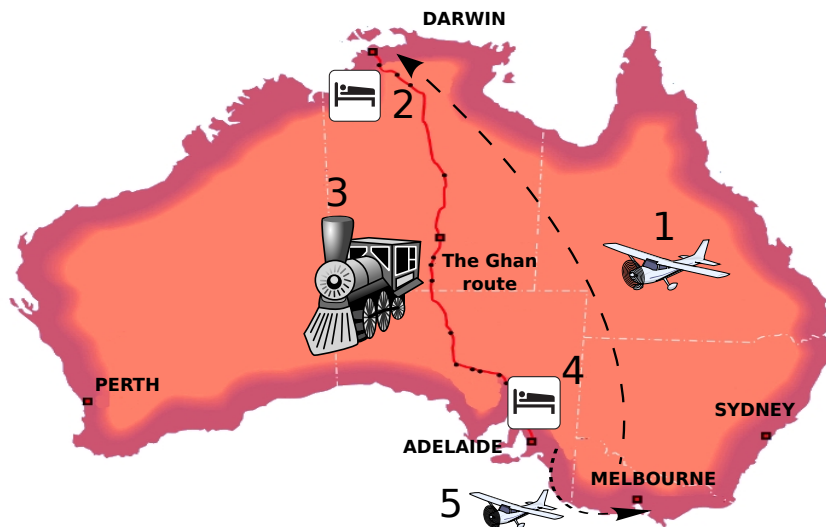 DARWIN
2
3
1
The Ghan
route
4
PERTH
SYDNEY
ADELAIDE
MELBOURNE
5